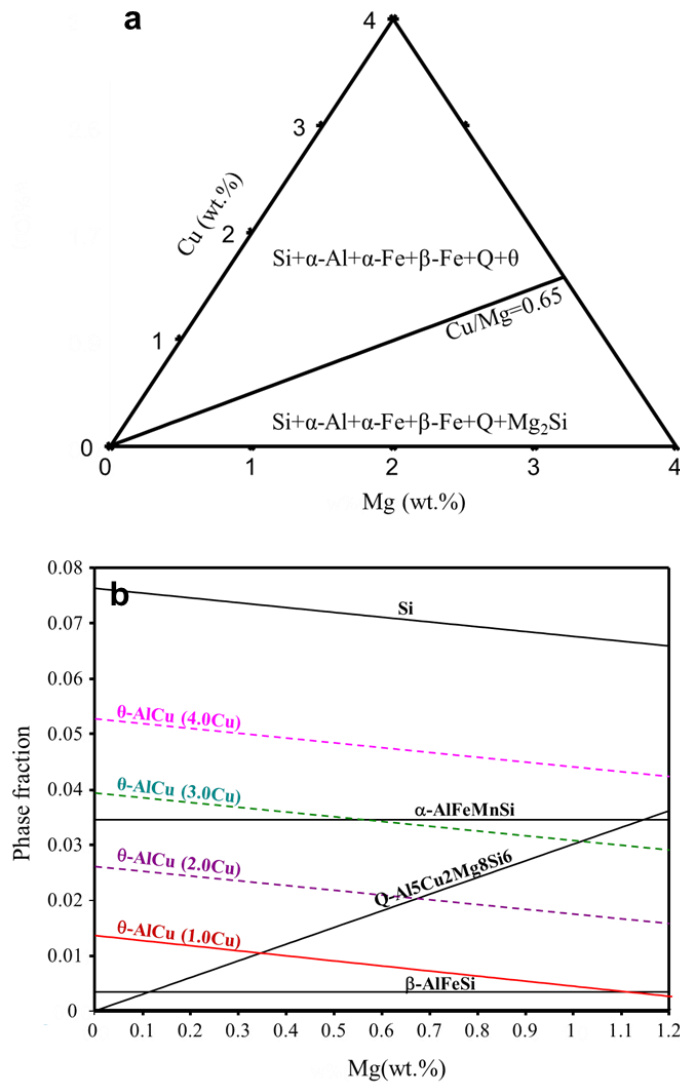 a
4
3
Cu (wt.%)
2
Si+α-Al+α-Fe+β-Fe+Q+θ
1
Cu/Mg=0.65
Si+α-Al+α-Fe+β-Fe+Q+Mg₂Si
0
0 1 2 3 4
Mg (wt.%)
b
0.08
Si
0.07
0.06
θ-AlCu (4.0Cu)
0.05
θ-AlCu (3.0Cu)
0.04
α-AlFeMnSi
Phase fraction
0.03
θ-AlCu (2.0Cu)
Q-Al5Cu2Mg8Si6
0.02
θ-AlCu (1.0Cu)
0.01
β-AlFeSi
0
0 0.1 0.2 0.3 0.4 0.5 0.6 0.7 0.8 0.9 1 1.1 1.2
Mg(wt.%)